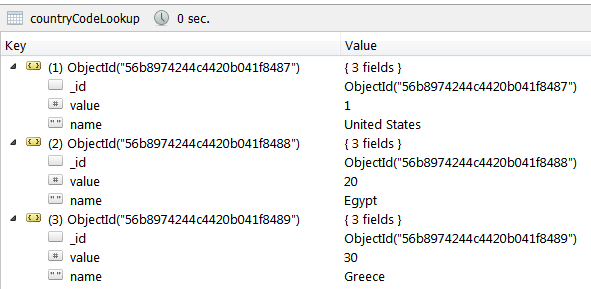 countryCodeLookup 0 sec.
Key Value
(1) ObjectId("56b8974244c4420b041f8487") { 3 fields }
_id ObjectId("56b8974244c4420b041f8487")
# value 1
" " name United States
(2) ObjectId("56b8974244c4420b041f8488") { 3 fields }
_id ObjectId("56b8974244c4420b041f8488")
# value 20
" " name Egypt
(3) ObjectId("56b8974244c4420b041f8489") { 3 fields }
_id ObjectId("56b8974244c4420b041f8489")
# value 30
" " name Greece